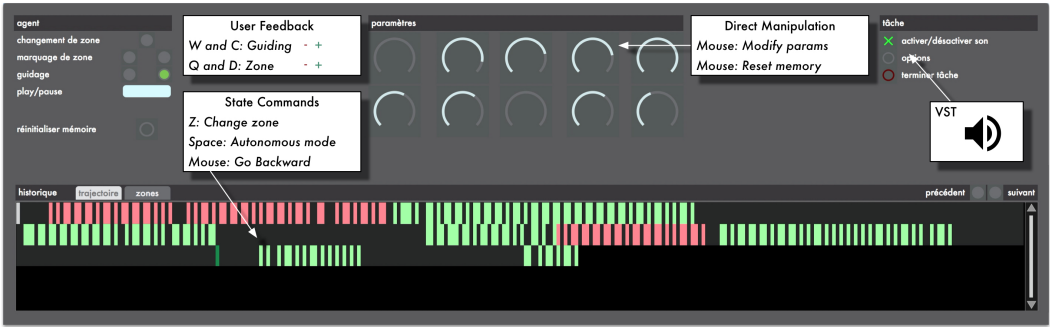 agent
changement de zone
marquage de zone
guidage
play/pause
réinitialiser mémoire
User Feedback
W and C: Guiding - +
Q and D: Zone - +
State Commands
Z: Change zone
Space: Autonomous mode
Mouse: Go Backward
paramètres
Direct Manipulation
Mouse: Modify params
Mouse: Reset memory
tâche
activer/désactiver son
options
terminer tâche
VST
historique trajectoire zones précédent suivant